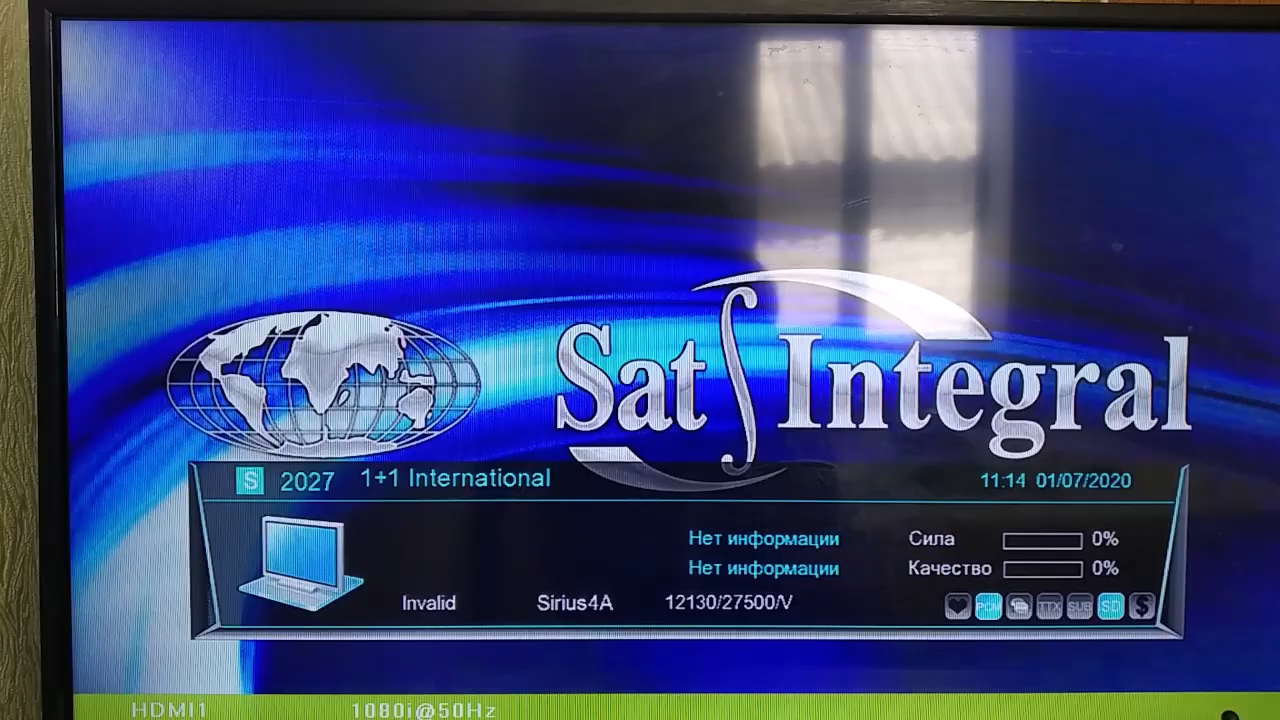 Sat Integral
S 2027 1+1 International 11:14 01/07/2020
Нет информации Сила 0%
Нет информации Качество 0%
Invalid Sirius4A 12130/27500/V PCM TTX SUB SD $
HDMI1 1080i@50Hz